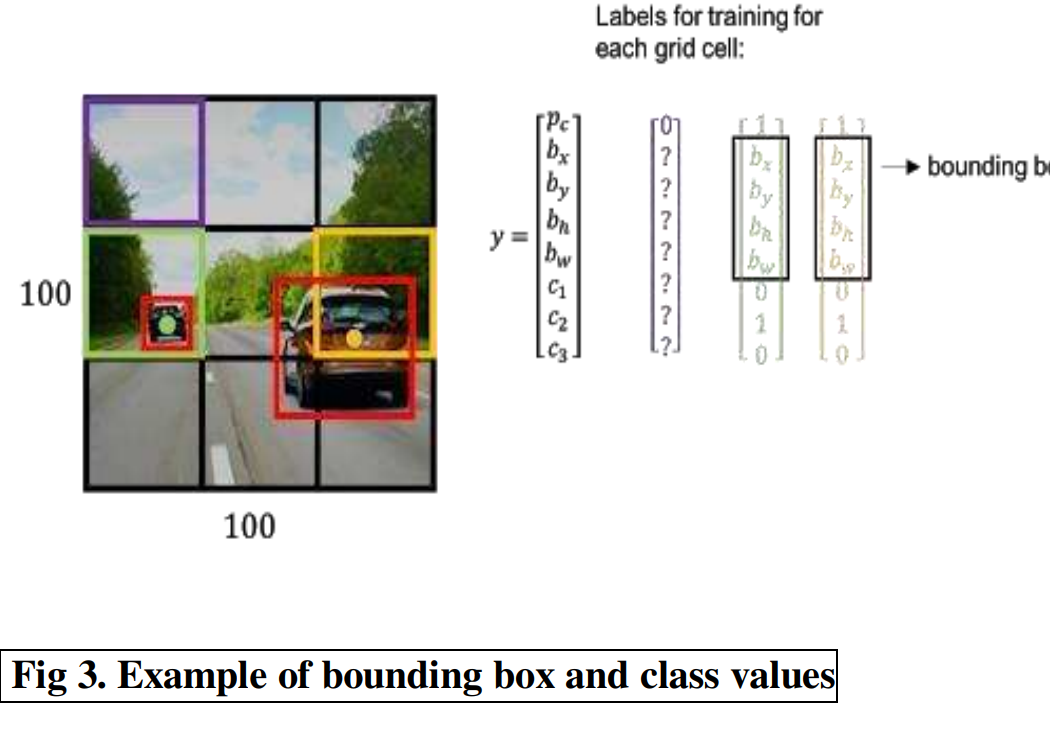 Labels for training for
each grid cell:
100
100
y =
p_c
b_x
b_y
b_h
b_w
c_1
c_2
c_3
0
?
?
?
?
?
?
?
1
b_x
b_y
b_h
b_w
0
1
0
1
b_x
b_y
b_h
b_w
0
1
0
bounding
Fig 3. Example of bounding box and class values